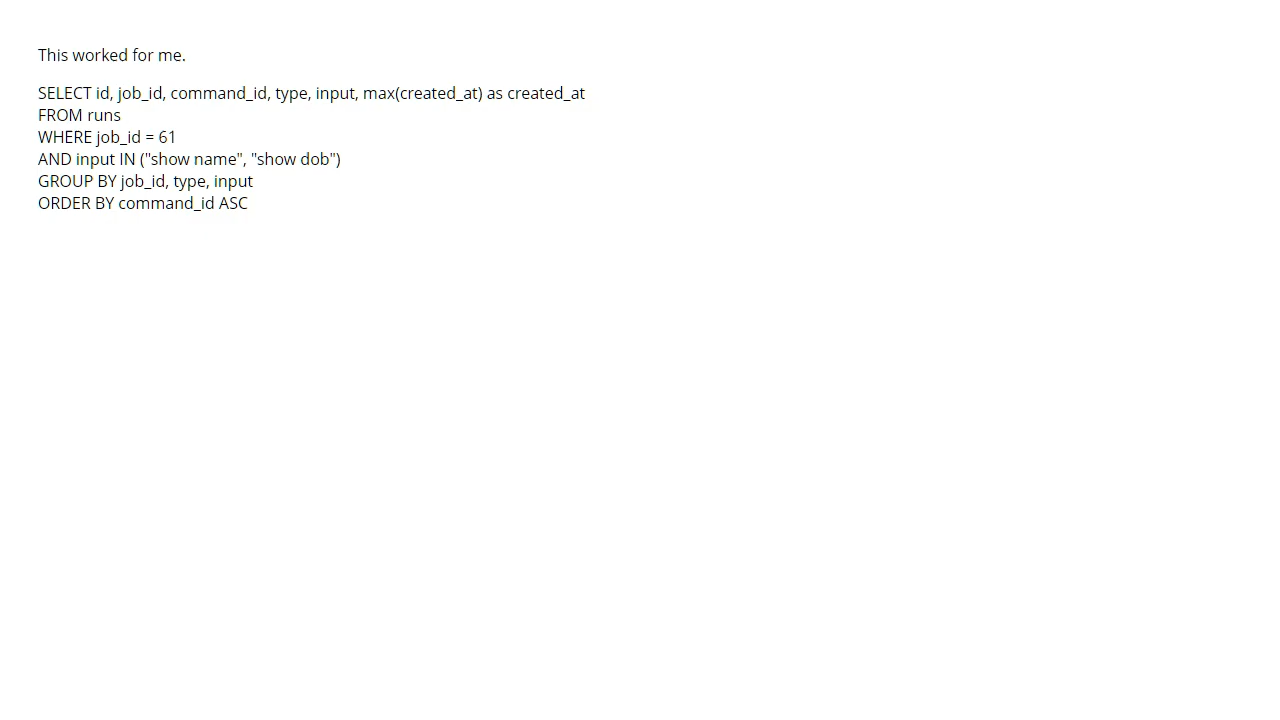 This worked for me.
SELECT id, job_id, command_id, type, input, max(created_at) as created_at
FROM runs
WHERE job_id = 61
AND input IN ("show name", "show dob")
GROUP BY job_id, type, input
ORDER BY command_id ASC